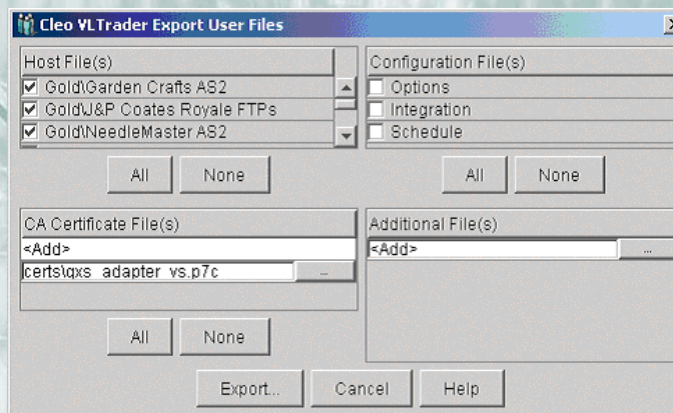 Cleo VLTrader Export User Files
Host File(s)
Gold\Garden Crafts AS2
Gold\J&P Coates Royale FTPs
Gold\NeedleMaster AS2
All None
Configuration File(s)
Options
Integration
Schedule
All None
CA Certificate File(s)
<Add>
certs\gxs_adapter_vs.p7c
...
All None
Additional File(s)
<Add>
...
Export... Cancel Help